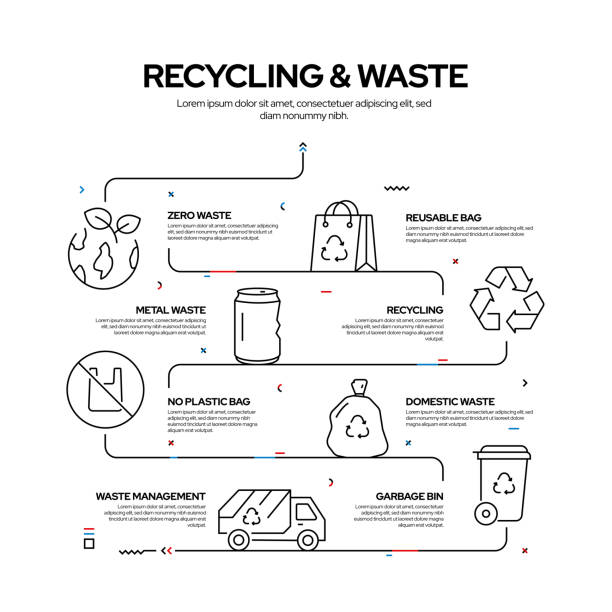 RECYCLING & WASTE
Lorem ipsum dolor sit amet, consectetuer adipiscing elit, sed
diam nonummy nibh.
ZERO WASTE
Lorem ipsum dolor sit amet, consectetuer adipiscing
elit, sed diam nonummy nibh euismod tincidunt ut
laoreet dolore magna erat volutpat.
REUSABLE BAG
Lorem ipsum dolor sit amet, consectetuer adipiscing
elit, sed diam nonummy nibh euismod tincidunt ut
laoreet dolore magna erat volutpat.
METAL WASTE
Lorem ipsum dolor sit amet, consectetuer
adipiscing elit, sed diam nonummy nibh
euismod tincidunt ut laoreet dolore magna
erat volutpat.
RECYCLING
Lorem ipsum dolor sit amet,
consectetuer adipiscing elit, sed
diam nonummy nibh euismod
tincidunt ut laoreet dolore magna erat
volutpat.
NO PLASTIC BAG
Lorem ipsum dolor sit amet, consectetuer
adipiscing elit, sed diam nonummy nibh
euismod tincidunt ut laoreet dolore magna
erat volutpat.
DOMESTIC WASTE
Lorem ipsum dolor sit amet, consectetuer adipiscing
elit, sed diam nonummy nibh euismod tincidunt ut
laoreet dolore magna erat volutpat.
WASTE MANAGEMENT
Lorem ipsum dolor sit amet, consectetuer
adipiscing elit, sed diam nonummy nibh
euismod tincidunt ut laoreet dolore magna
erat volutpat.
GARBAGE BIN
Lorem ipsum dolor sit amet,
consectetuer adipiscing elit, sed
diam nonummy nibh euismod
tincidunt ut laoreet dolore magna erat
volutpat.